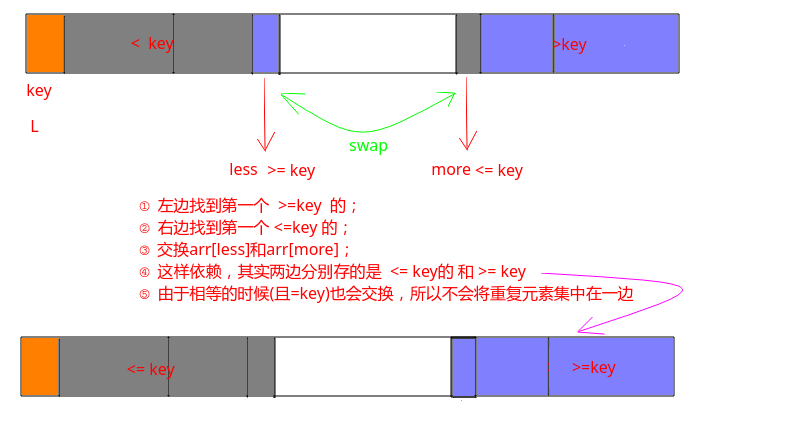 < key
>key
key
L
swap
less >= key
more <= key
① 左边找到第一个 >=key 的；
② 右边找到第一个 <=key 的；
③ 交换arr[less]和arr[more]；
④ 这样依赖，其实两边分别存的是 <= key的 和 >= key
⑤ 由于相等的时候(且=key)也会交换，所以不会将重复元素集中在一边
<= key
>=key